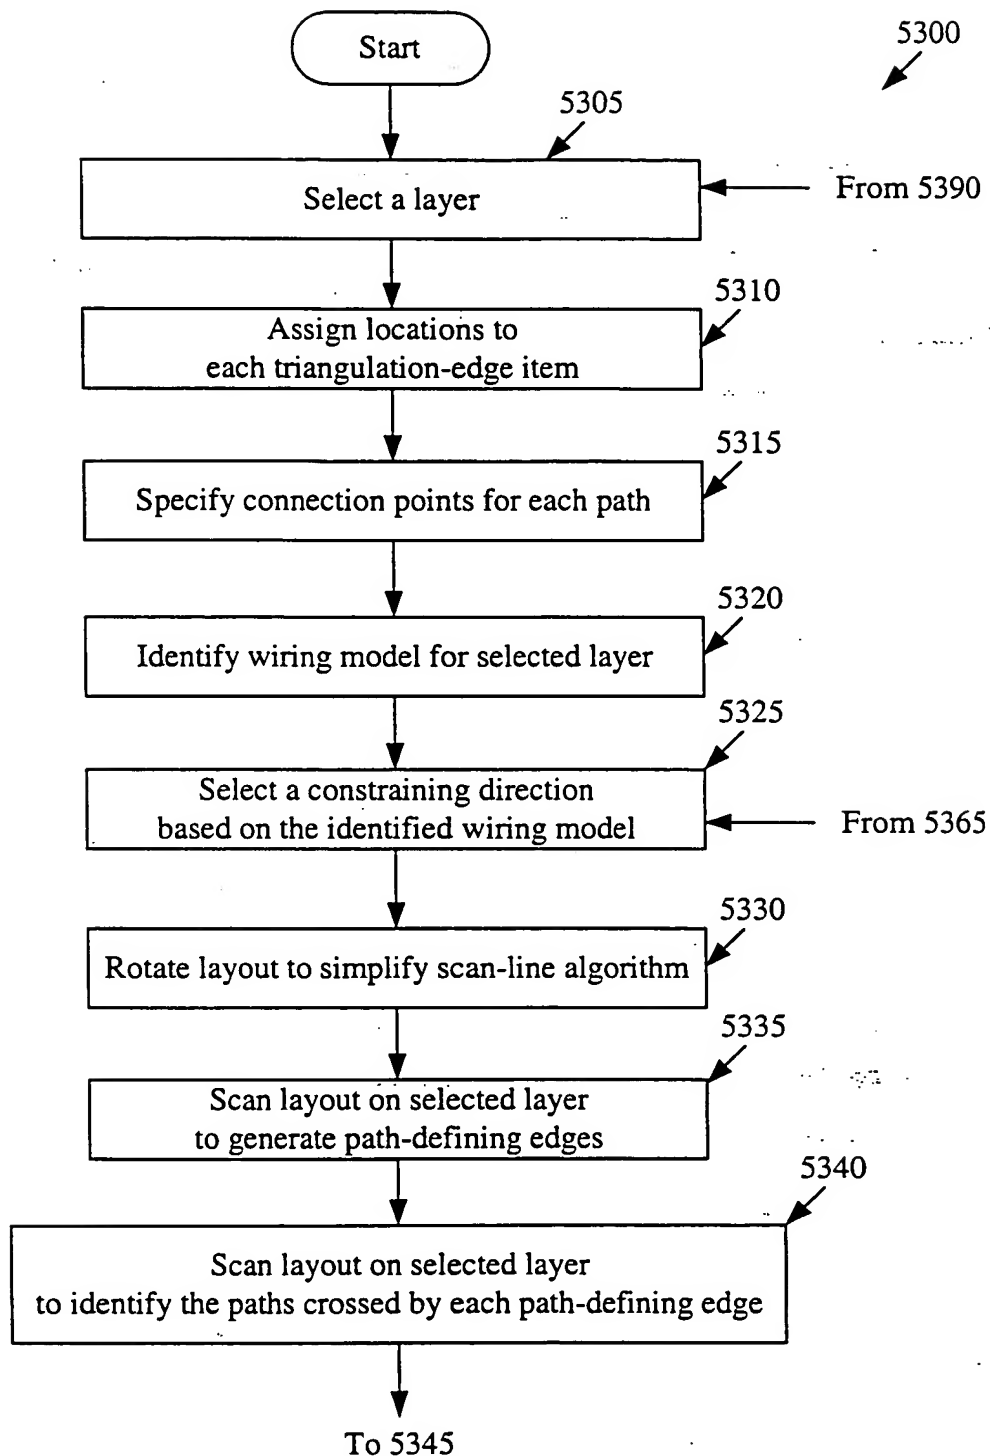 Start
5300
5305
Select a layer
From 5390
5310
Assign locations to
each triangulation-edge item
5315
Specify connection points for each path
5320
Identify wiring model for selected layer
5325
Select a constraining direction
based on the identified wiring model
From 5365
5330
Rotate layout to simplify scan-line algorithm
5335
Scan layout on selected layer
to generate path-defining edges
5340
Scan layout on selected layer
to identify the paths crossed by each path-defining edge
To 5345